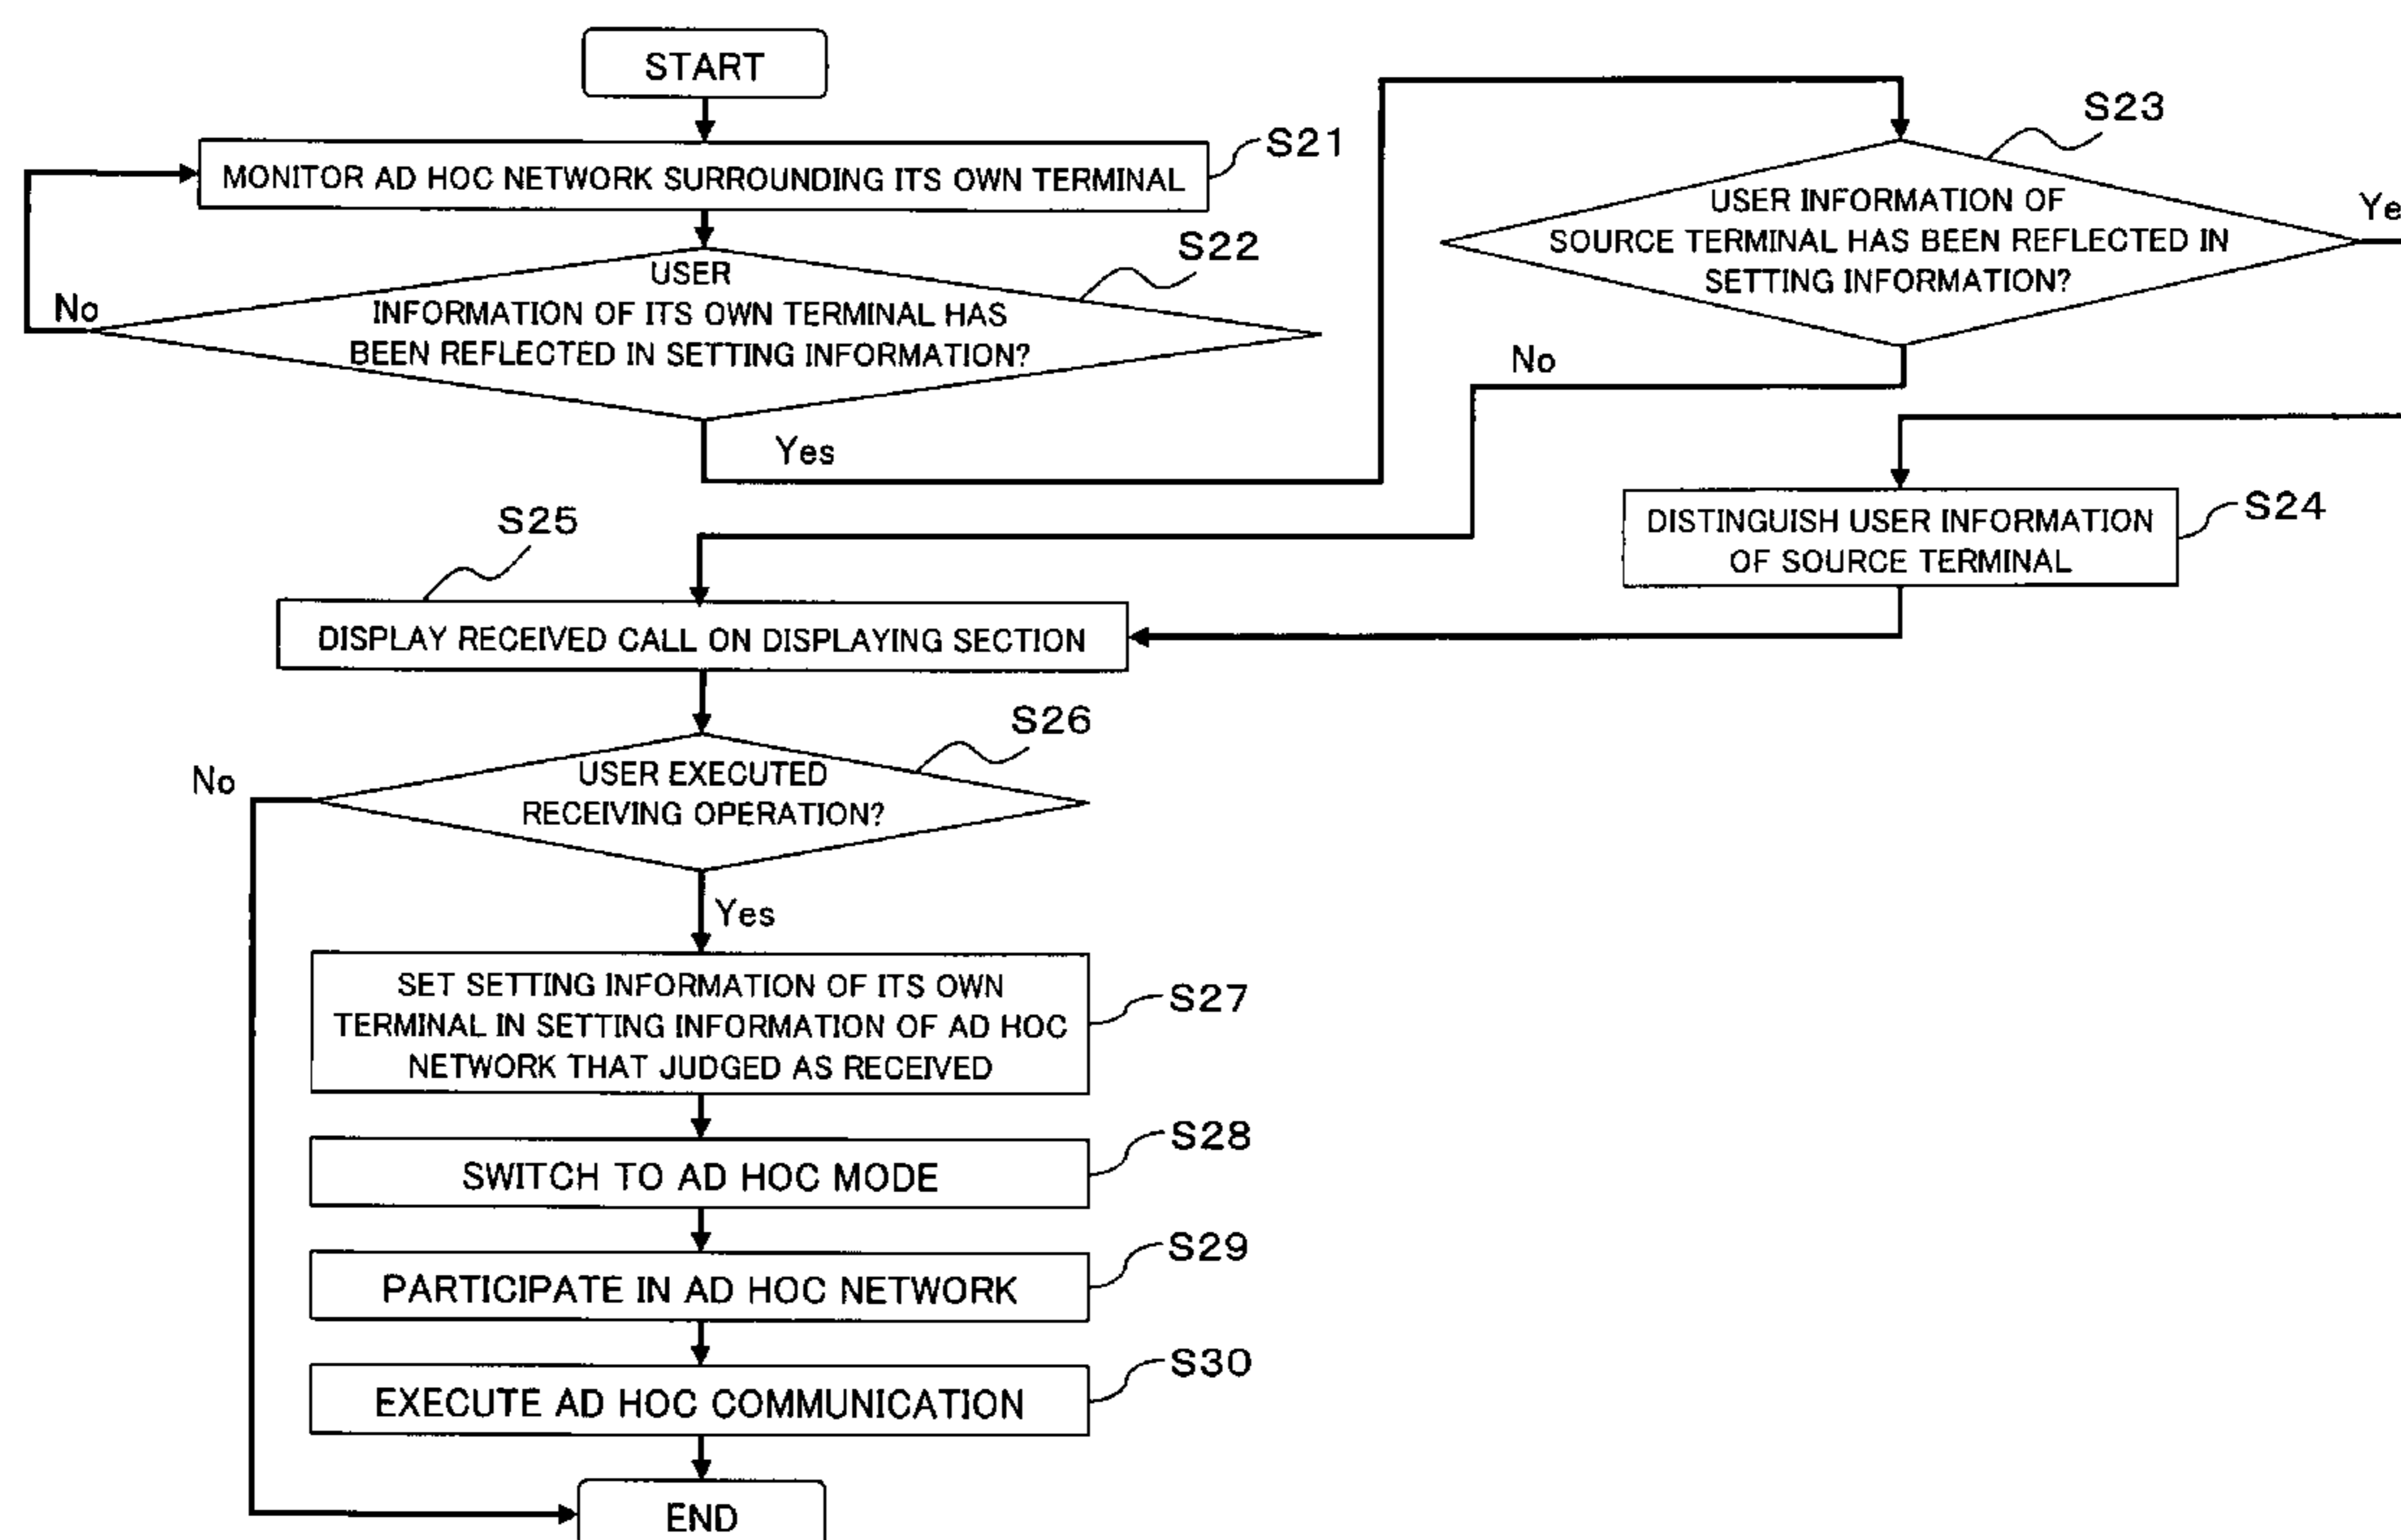 START
MONITOR AD HOC NETWORK SURROUNDING ITS OWN TERMINAL
S21
USER
INFORMATION OF ITS OWN TERMINAL HAS
BEEN REFLECTED IN SETTING INFORMATION?
S22
No
Yes
USER INFORMATION OF
SOURCE TERMINAL HAS BEEN REFLECTED IN
SETTING INFORMATION?
S23
Ye
No
DISTINGUISH USER INFORMATION
OF SOURCE TERMINAL
S24
S25
DISPLAY RECEIVED CALL ON DISPLAYING SECTION
S26
USER EXECUTED
RECEIVING OPERATION?
No
Yes
SET SETTING INFORMATION OF ITS OWN
TERMINAL IN SETTING INFORMATION OF AD HOC
NETWORK THAT JUDGED AS RECEIVED
S27
SWITCH TO AD HOC MODE
S28
PARTICIPATE IN AD HOC NETWORK
S29
EXECUTE AD HOC COMMUNICATION
S30
END